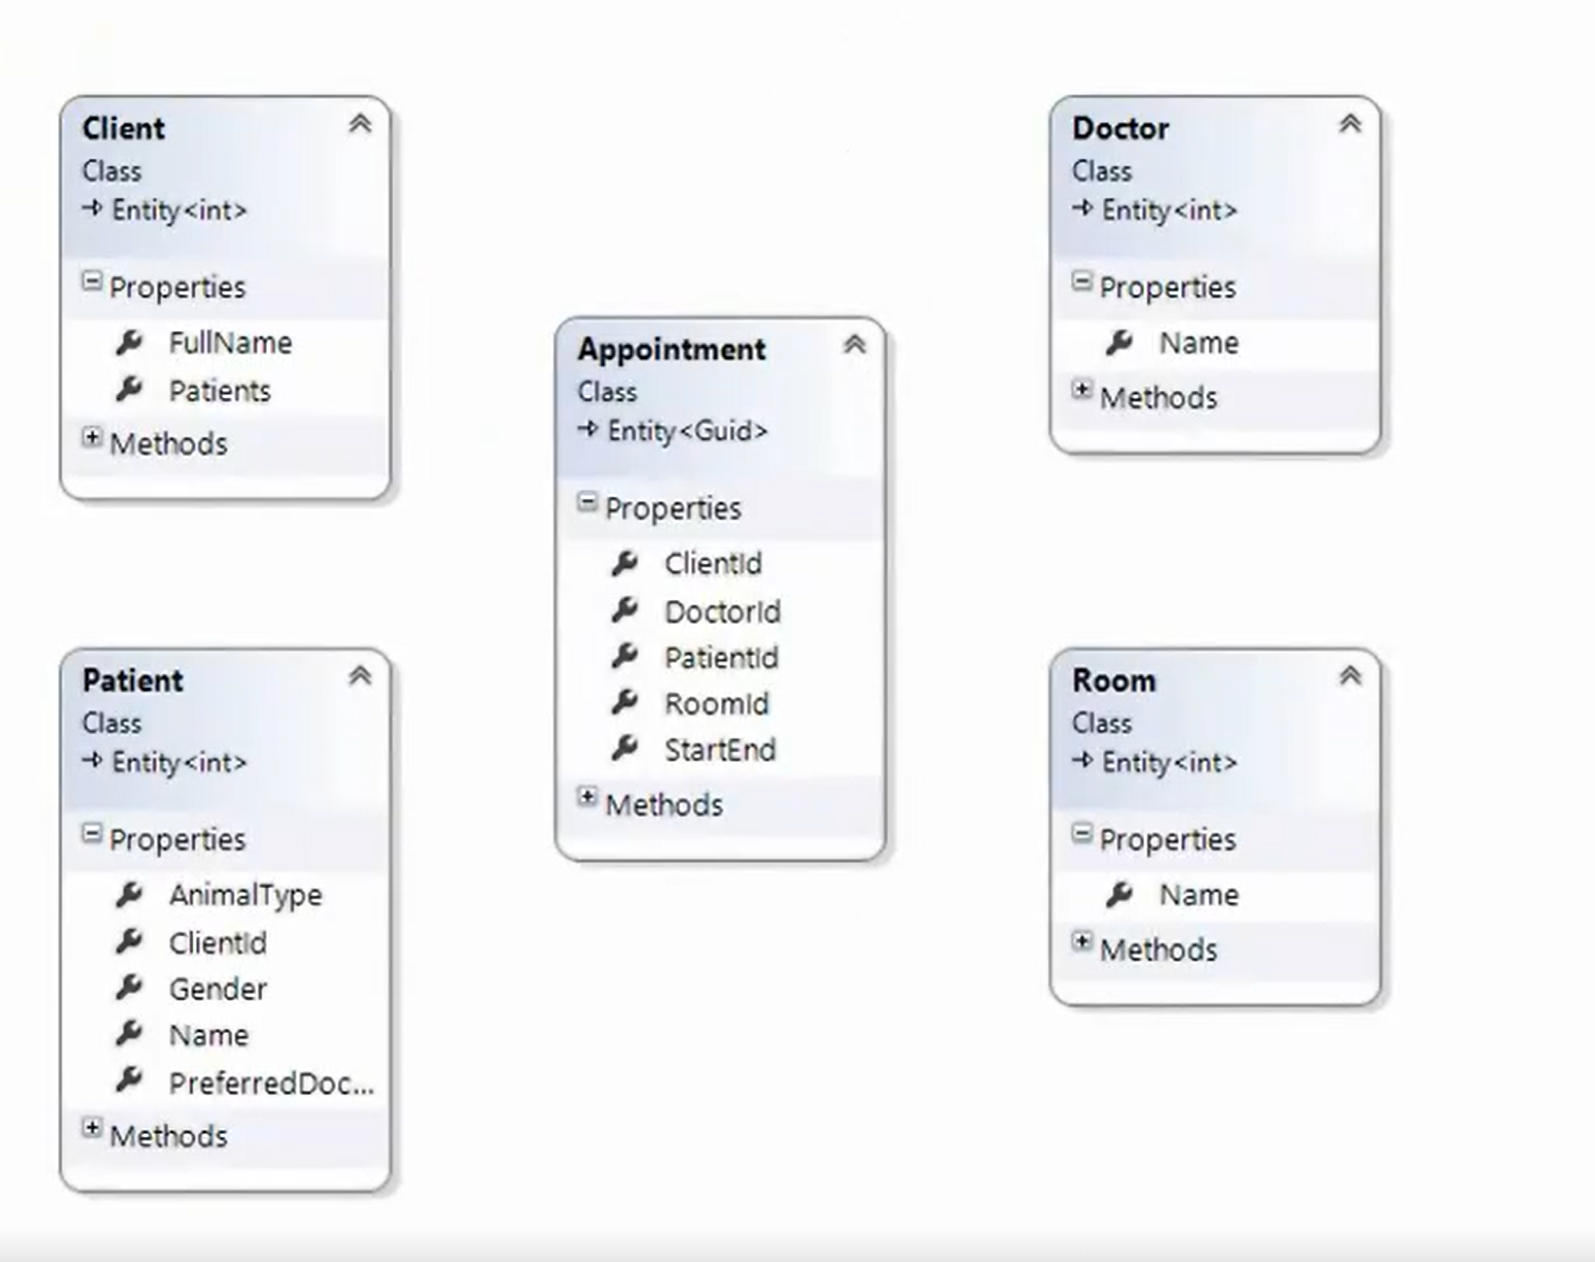 Client
Class
Entity<int>
Properties
FullName
Patients
Methods
Patient
Class
Entity<int>
Properties
AnimalType
ClientId
Gender
Name
PreferredDoc...
Methods
Appointment
Class
Entity<Guid>
Properties
ClientId
DoctorId
PatientId
RoomId
StartEnd
Methods
Doctor
Class
Entity<int>
Properties
Name
Methods
Room
Class
Entity<int>
Properties
Name
Methods